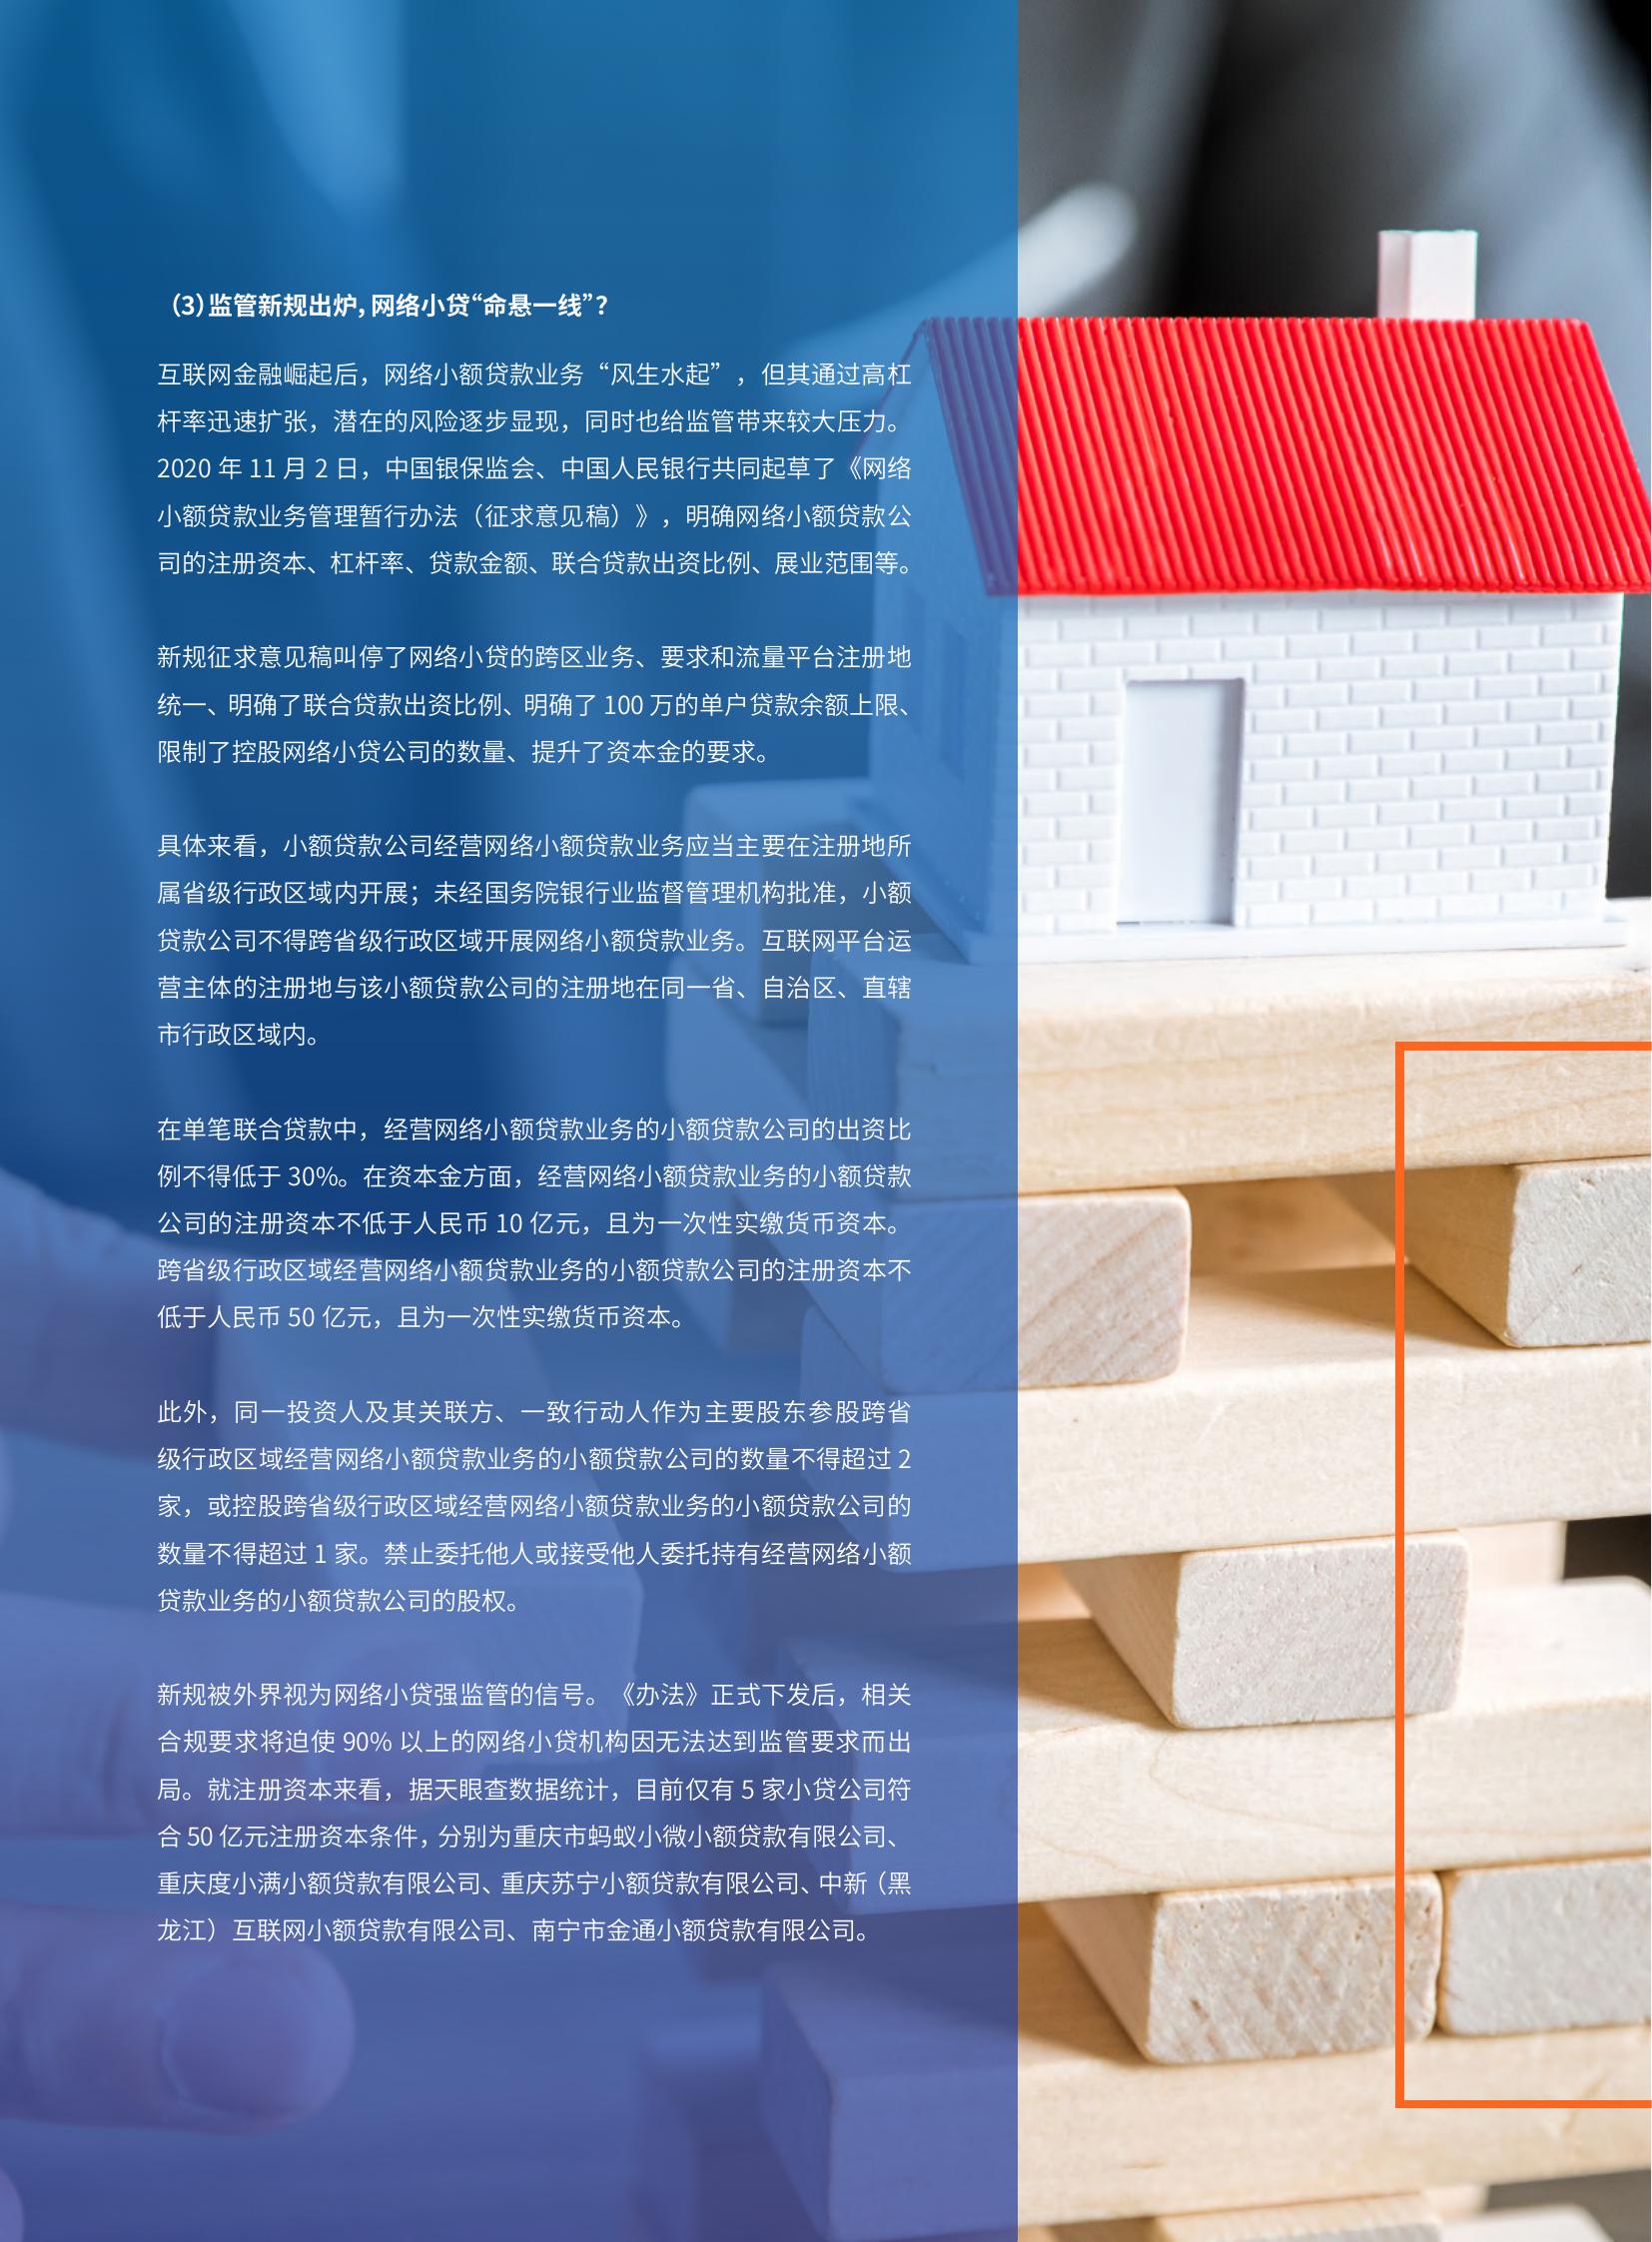 （3）监管新规出炉，网络小贷“命悬一线”？
互联网金融崛起后，网络小额贷款业务“风生水起”，但其通过高杠
杆率迅速扩张，潜在的风险逐步显现，同时也给监管带来较大压力。
2020 年 11 月 2 日，中国银保监会、中国人民银行共同起草了《网络
小额贷款业务管理暂行办法（征求意见稿）》，明确网络小额贷款公
司的注册资本、杠杆率、贷款金额、联合贷款出资比例、展业范围等。
新规征求意见稿叫停了网络小贷的跨区业务、要求和流量平台注册地
统一、明确了联合贷款出资比例、明确了 100 万的单户贷款余额上限、
限制了控股网络小贷公司的数量、提升了资本金的要求。
具体来看，小额贷款公司经营网络小额贷款业务应当主要在注册地所
属省级行政区域内开展；未经国务院银行业监督管理机构批准，小额
贷款公司不得跨省级行政区域开展网络小额贷款业务。互联网平台运
营主体的注册地与该小额贷款公司的注册地在同一省、自治区、直辖
市行政区域内。
在单笔联合贷款中，经营网络小额贷款业务的小额贷款公司的出资比
例不得低于 30%。在资本金方面，经营网络小额贷款业务的小额贷款
公司的注册资本不低于人民币 10 亿元，且为一次性实缴货币资本。
跨省级行政区域经营网络小额贷款业务的小额贷款公司的注册资本不
低于人民币 50 亿元，且为一次性实缴货币资本。
此外，同一投资人及其关联方、一致行动人作为主要股东参股跨省
级行政区域经营网络小额贷款业务的小额贷款公司的数量不得超过 2
家，或控股跨省级行政区域经营网络小额贷款业务的小额贷款公司的
数量不得超过 1 家。禁止委托他人或接受他人委托持有经营网络小额
贷款业务的小额贷款公司的股权。
新规被外界视为网络小贷强监管的信号。《办法》正式下发后，相关
合规要求将迫使 90% 以上的网络小贷机构因无法达到监管要求而出
局。就注册资本来看，据天眼查数据统计，目前仅有 5 家小贷公司符
合 50 亿元注册资本条件，分别为重庆市蚂蚁小微小额贷款有限公司、
重庆度小满小额贷款有限公司、重庆苏宁小额贷款有限公司、中新（黑
龙江）互联网小额贷款有限公司、南宁市金通小额贷款有限公司。